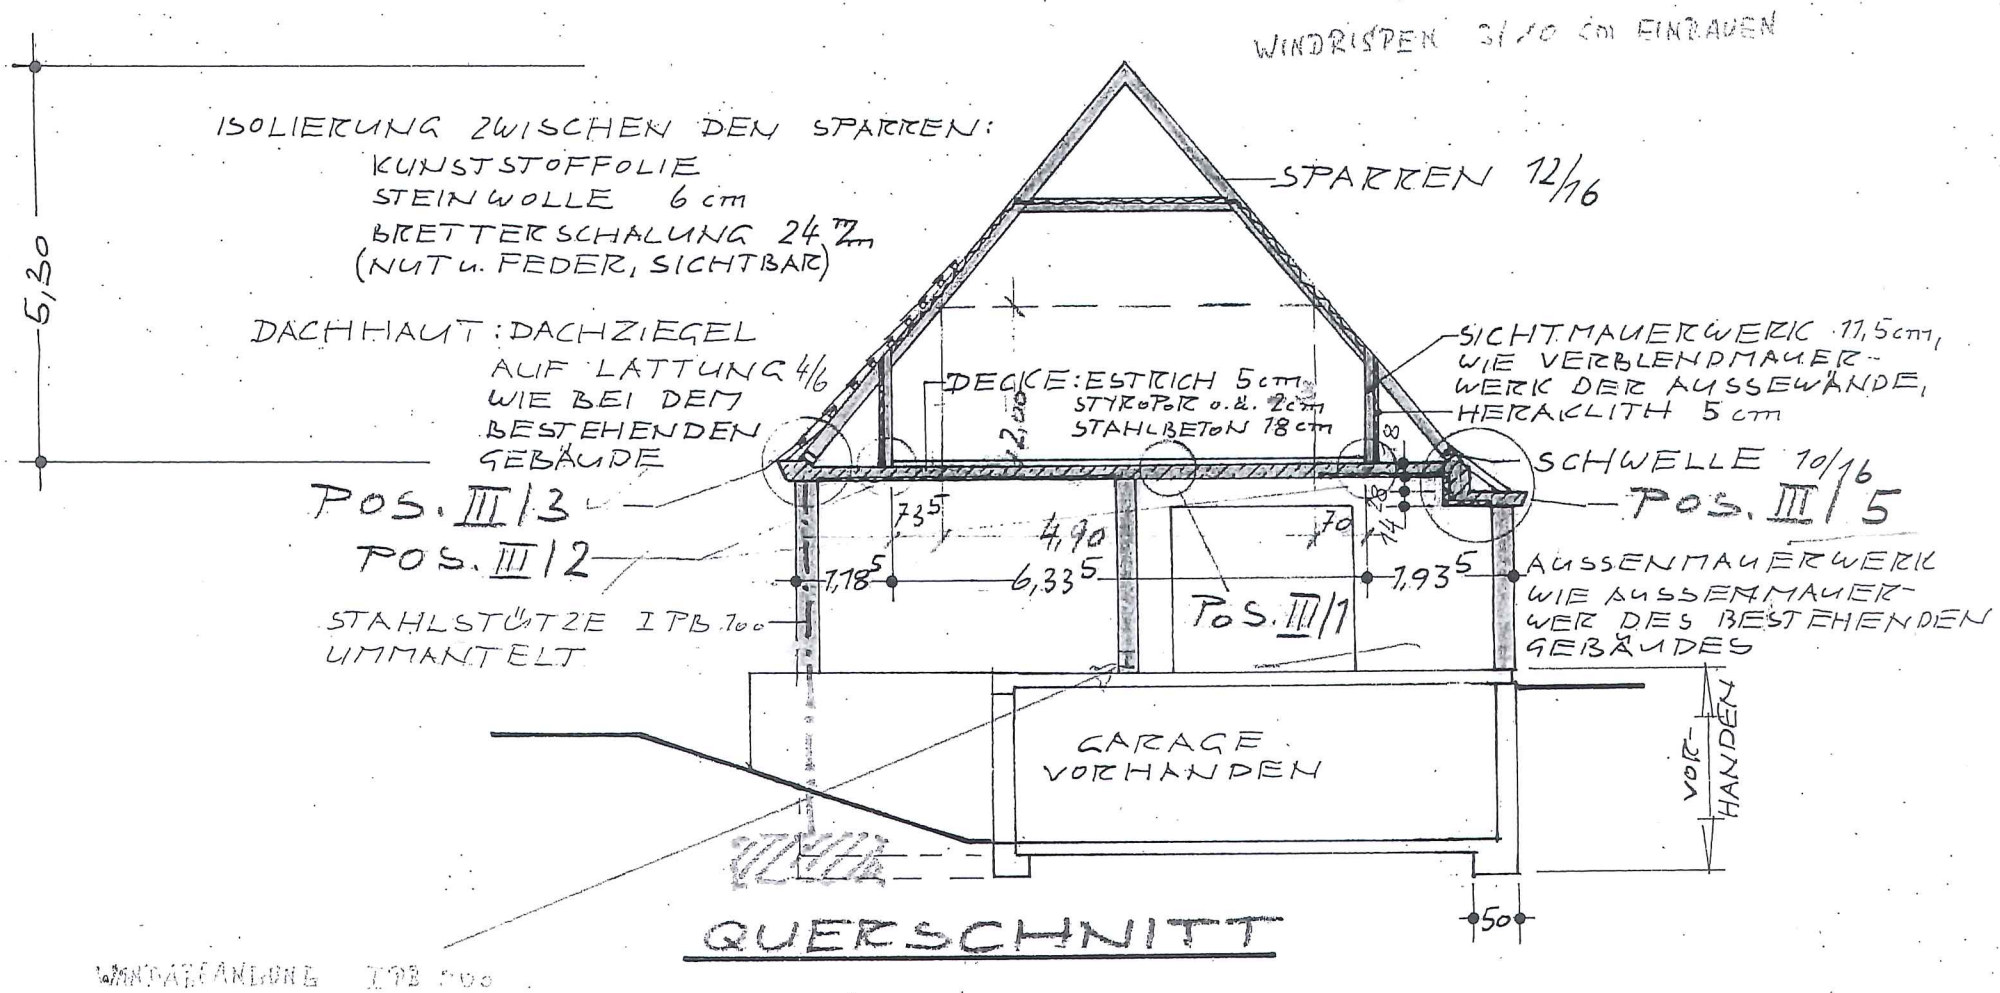 WINDRISPEN 3/10 cm EINBAUEN
ISOLIERUNG ZWISCHEN DEN SPARREN:
KUNSTSTOFFOLIE
STEINWOLLE 6 cm
BRETTERSCHALUNG 24 mm
(NUT u. FEDER, SICHTBAR)
SPARREN 12/16
5,30
DACHHAUT: DACHZIEGEL
AUF LATTUNG 4/6
WIE BEI DEM
BESTEHENDEN
GEBÄUDE
DECKE: ESTRICH 5 cm
STYROPOR o.ä. 2 cm
STAHLBETON 18 cm
2,00
SICHTMAUERWERK 11,5 cm,
WIE VERBLENDMAUER-
WERK DER AUSSEWÄNDE,
HERAKLITH 5 cm
18
SCHWELLE 10/16
POS. III/3
POS. III/5
POS. III/2
73⁵
4,90
70
28
14
1,18⁵
6,33⁵
1,93⁵
POS. III/1
STAHLSTÜTZE IPB 100
UMMANTELT
AUSSENMAUERWERK
WIE AUSSENMAUER-
WER DES BESTEHENDEN
GEBÄUDES
GARAGE
VORHANDEN
VOR-
HANDEN
50
QUERSCHNITT
IPB